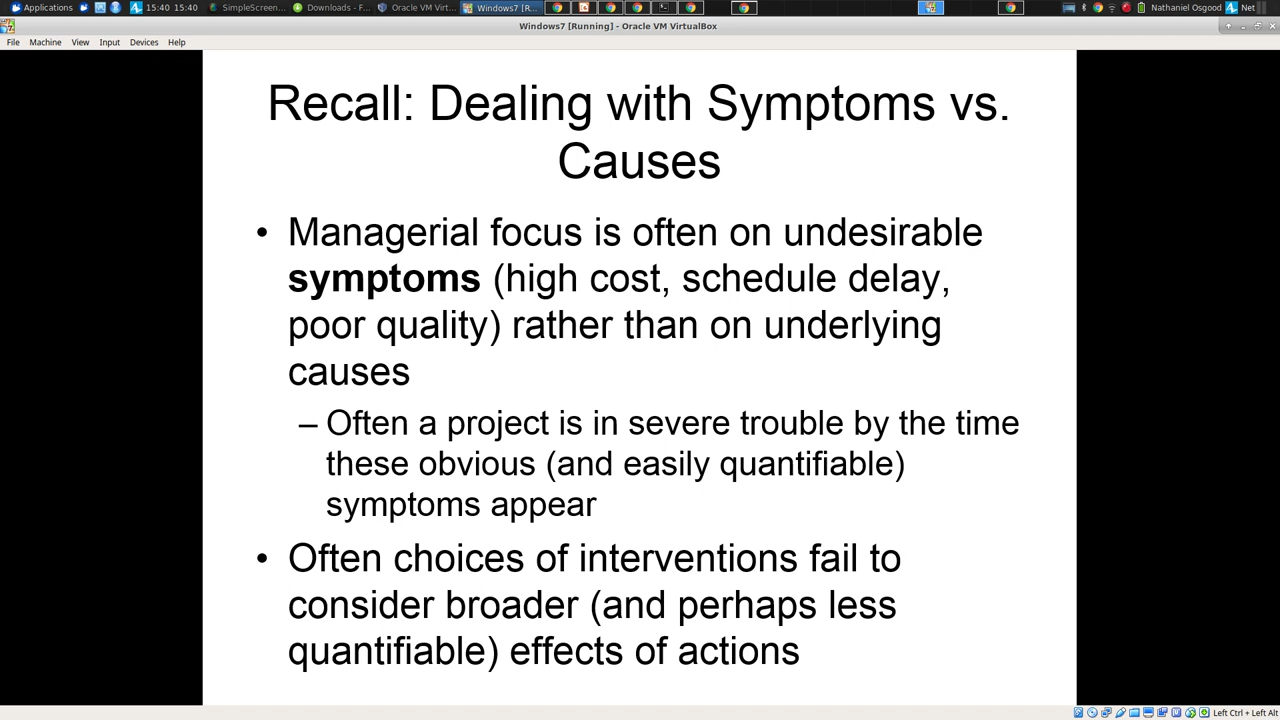 Applications 15:40 15:40 SimpleScreen... Downloads - F... Oracle VM Virt... Windows7 [R... Nathaniel Osgood Net
Windows7 [Running] - Oracle VM VirtualBox
File Machine View Input Devices Help
Recall: Dealing with Symptoms vs.
Causes
• Managerial focus is often on undesirable
symptoms (high cost, schedule delay,
poor quality) rather than on underlying
causes
– Often a project is in severe trouble by the time
these obvious (and easily quantifiable)
symptoms appear
• Often choices of interventions fail to
consider broader (and perhaps less
quantifiable) effects of actions
Left Ctrl + Left Alt